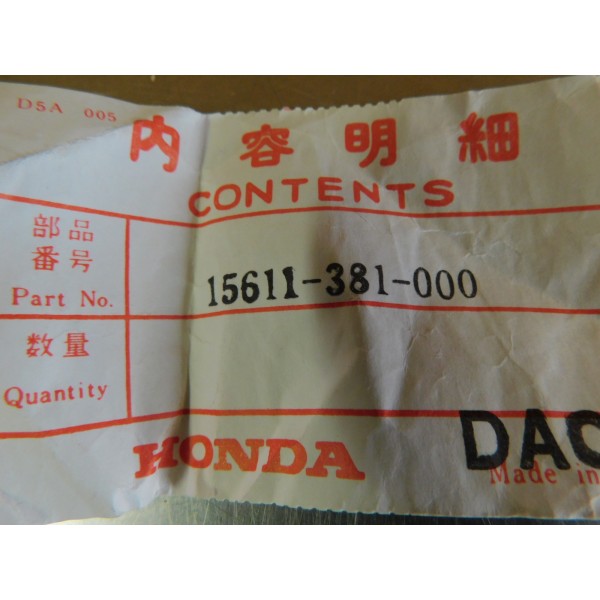 D5A 005
内容明細
CONTENTS
部品
番号
Part No.
15611-381-000
数量
Quantity
HONDA
DAC
Made in